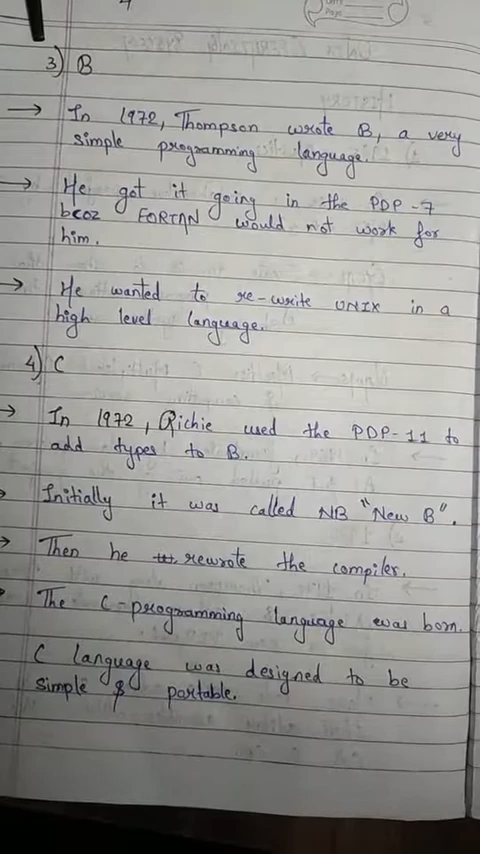 3) B
→ In 1972, Thompson wrote B, a very
simple programming language.
→ He got it going in the PDP-7
bcoz FORTAN would not work for
him.
→ He wanted to re-write UNIX in a
high level language.
4) C
→ In 1972, Richie used the PDP-11 to
add types to B.
→ Initially it was called NB "New B".
→ Then he rewrote the compiler.
→ The C-programming language was born.
C language was designed to be
simple & portable.